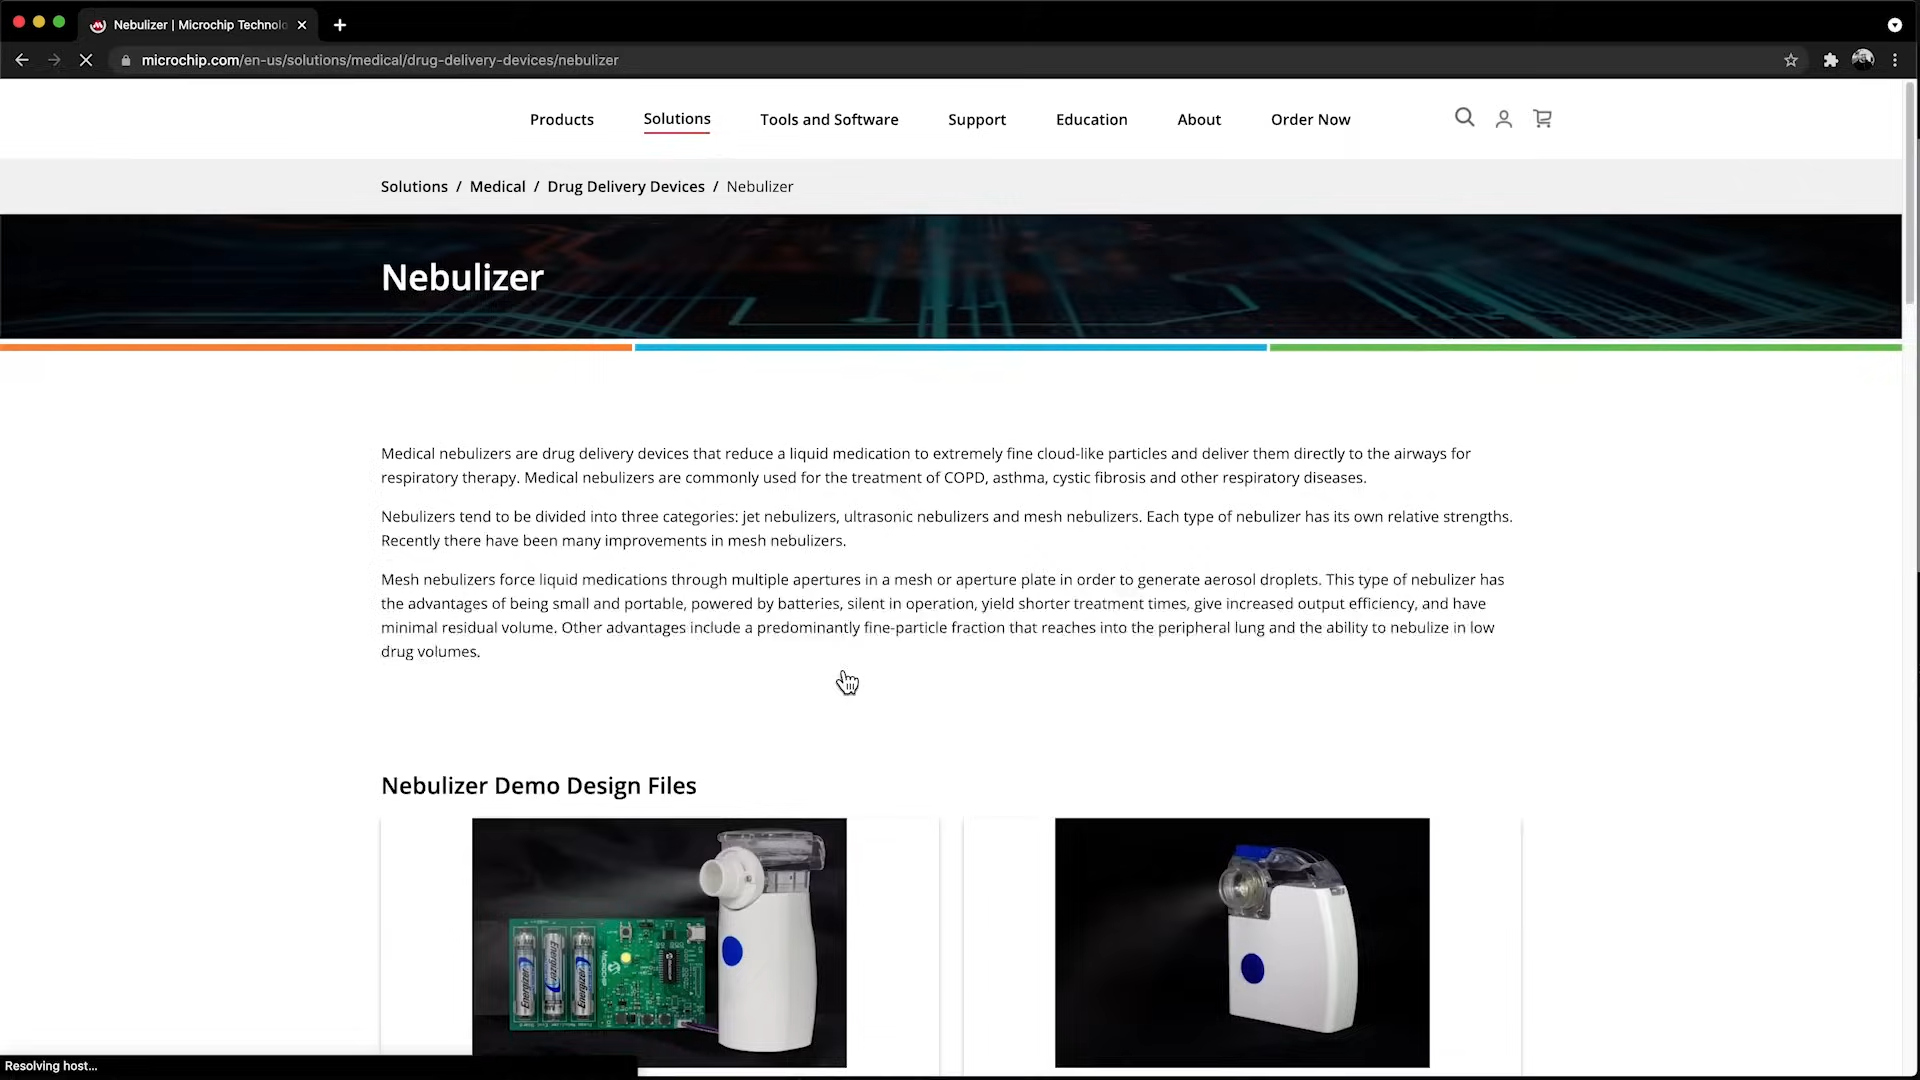 Nebulizer | Microchip Technolo
microchip.com/en-us/solutions/medical/drug-delivery-devices/nebulizer
Products Solutions Tools and Software Support Education About Order Now
Solutions / Medical / Drug Delivery Devices / Nebulizer
Nebulizer
Medical nebulizers are drug delivery devices that reduce a liquid medication to extremely fine cloud-like particles and deliver them directly to the airways for
respiratory therapy. Medical nebulizers are commonly used for the treatment of COPD, asthma, cystic fibrosis and other respiratory diseases.
Nebulizers tend to be divided into three categories: jet nebulizers, ultrasonic nebulizers and mesh nebulizers. Each type of nebulizer has its own relative strengths.
Recently there have been many improvements in mesh nebulizers.
Mesh nebulizers force liquid medications through multiple apertures in a mesh or aperture plate in order to generate aerosol droplets. This type of nebulizer has
the advantages of being small and portable, powered by batteries, silent in operation, yield shorter treatment times, give increased output efficiency, and have
minimal residual volume. Other advantages include a predominantly fine-particle fraction that reaches into the peripheral lung and the ability to nebulize in low
drug volumes.
Nebulizer Demo Design Files
Energizer
Energizer
Energizer
MICROCHIP
Resolving host...